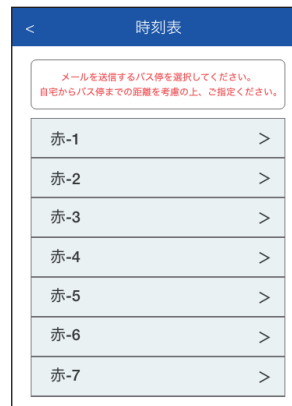 < 時刻表
メールを送信するバス停を選択してください。
自宅からバス停までの距離を考慮の上、ご指定ください。
赤-1 >
赤-2 >
赤-3 >
赤-4 >
赤-5 >
赤-6 >
赤-7 >